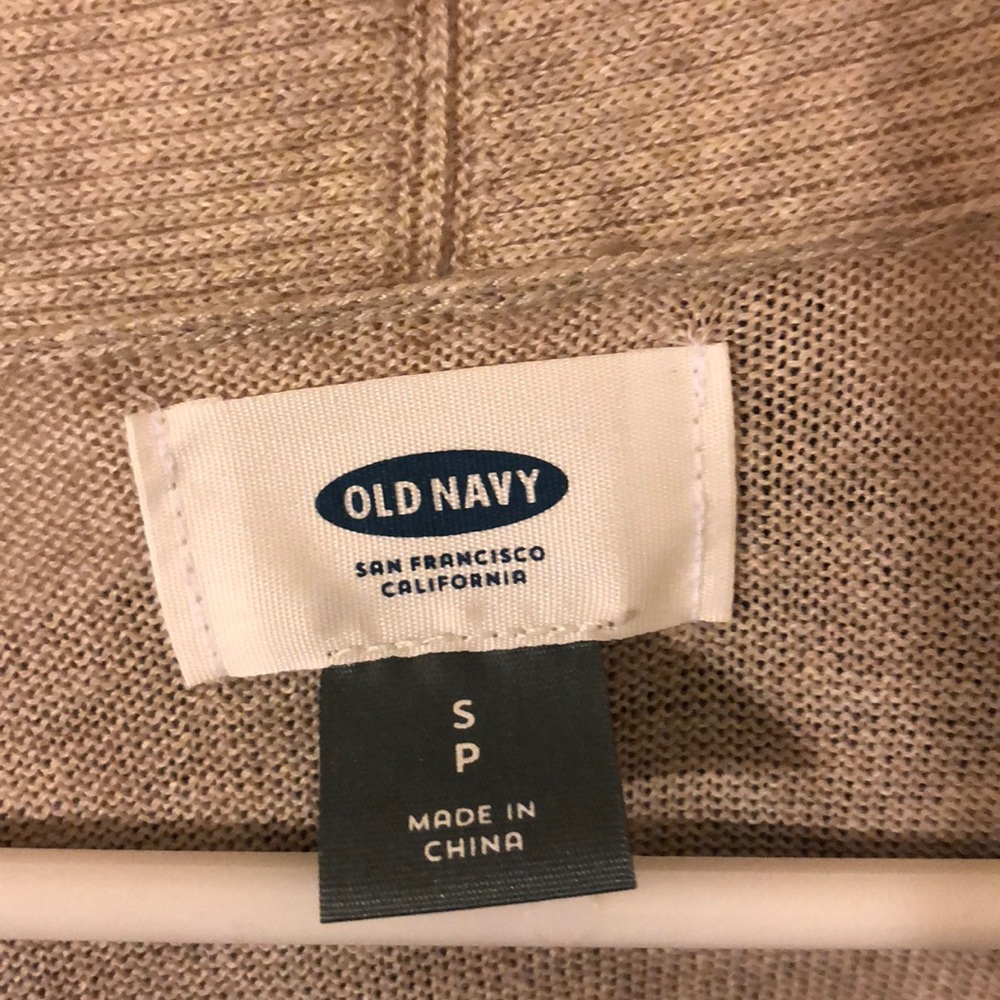 OLD NAVY
SAN FRANCISCO
CALIFORNIA
S
P
MADE IN
CHINA